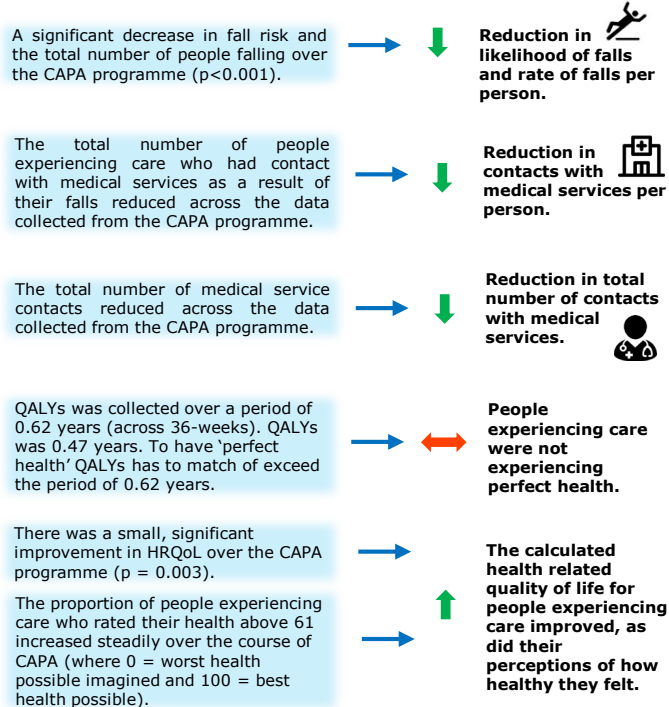 A significant decrease in fall risk and
the total number of people falling over
the CAPA programme (p<0.001).
Reduction in
likelihood of falls
and rate of falls per
person.
The total number of people
experiencing care who had contact
with medical services as a result of
their falls reduced across the data
collected from the CAPA programme.
Reduction in
contacts with
medical services per
person.
The total number of medical service
contacts reduced across the data
collected from the CAPA programme.
Reduction in total
number of contacts
with medical
services.
QALYs was collected over a period of
0.62 years (across 36-weeks). QALYs
was 0.47 years. To have ‘perfect
health’ QALYs has to match of exceed
the period of 0.62 years.
People
experiencing care
were not
experiencing
perfect health.
There was a small, significant
improvement in HRQoL over the CAPA
programme (p = 0.003).
The proportion of people experiencing
care who rated their health above 61
increased steadily over the course of
CAPA (where 0 = worst health
possible imagined and 100 = best
health possible).
The calculated
health related
quality of life for
people experiencing
care improved, as
did their
perceptions of how
healthy they felt.